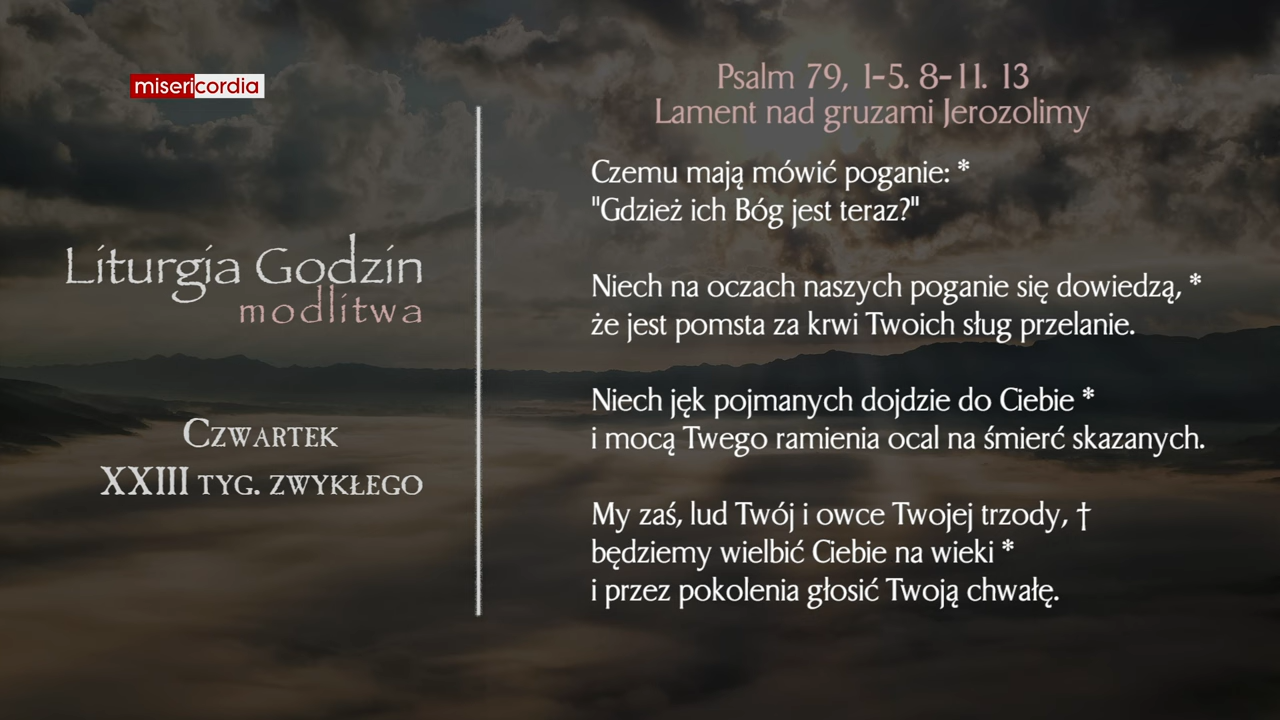 misericordia
Liturgia Godzin
modlitwa
Czwartek
XXIII tyg. zwykłego
Psalm 79, 1-5. 8-11. 13
Lament nad gruzami Jerozolimy
Czemu mają mówić poganie: *
"Gdzież ich Bóg jest teraz?"
Niech na oczach naszych poganie się dowiedzą, *
że jest pomsta za krwi Twoich sług przelanie.
Niech jęk pojmanych dojdzie do Ciebie *
i mocą Twego ramienia ocal na śmierć skazanych.
My zaś, lud Twój i owce Twojej trzody, †
będziemy wielbić Ciebie na wieki *
i przez pokolenia głosić Twoją chwałę.